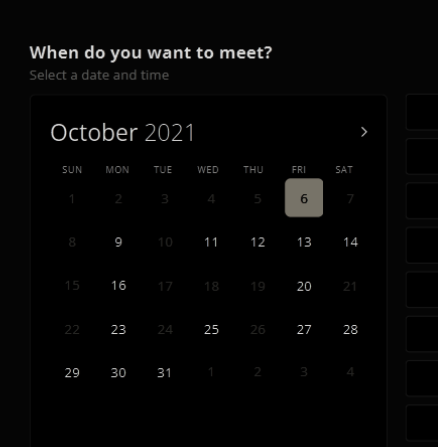 When do you want to meet?
Select a date and time
October 2021
SUN MON TUE WED THU FRI SAT
1 2 3 4 5 6 7
8 9 10 11 12 13 14
15 16 17 18 19 20 21
22 23 24 25 26 27 28
29 30 31 1 2 3 4